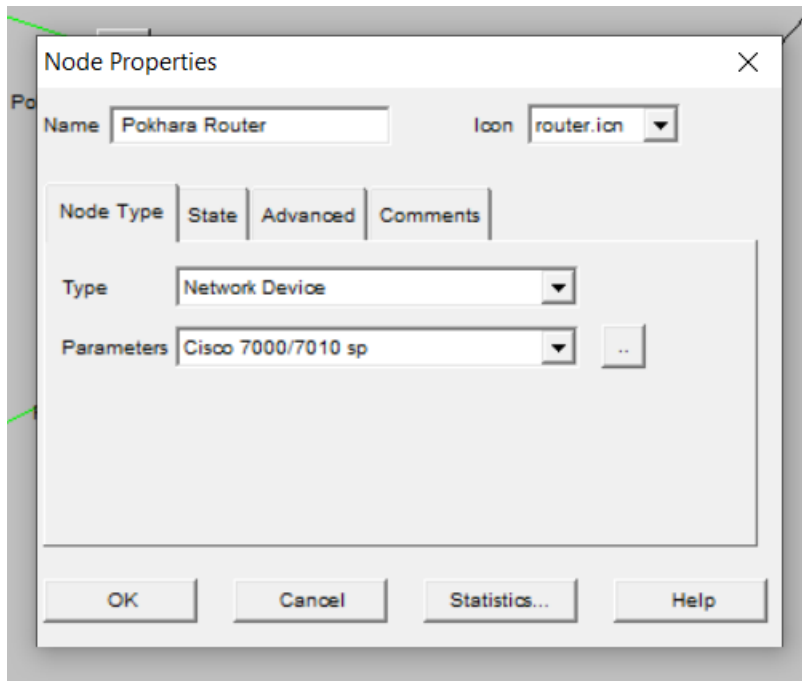 Node Properties
Po
Name Pokhara Router Icon router.icn
Node Type State Advanced Comments
Type Network Device
Parameters Cisco 7000/7010 sp ..
OK Cancel Statistics... Help